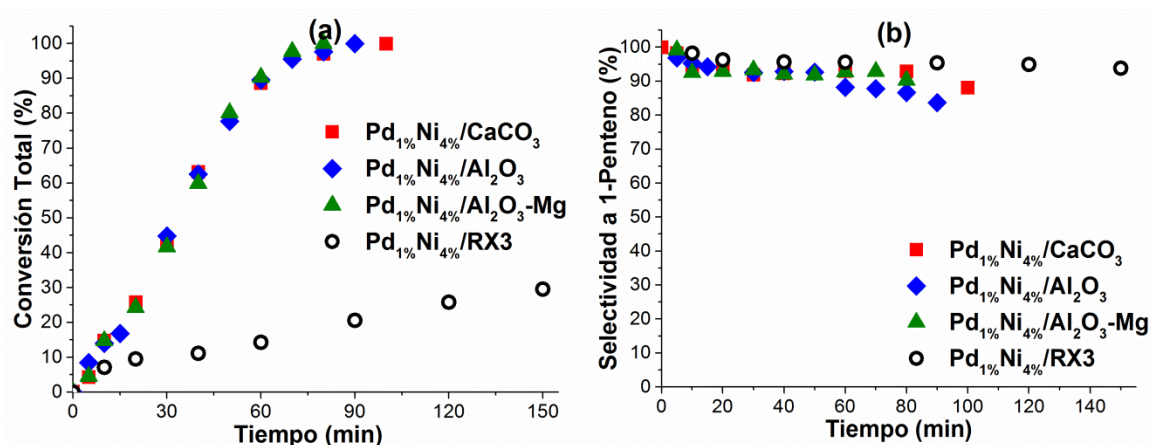 (a)
Conversión Total (%)
100
90
80
70
60
50
40
30
20
10
0
Pd1%Ni4%/CaCO3
Pd1%Ni4%/Al2O3
Pd1%Ni4%/Al2O3-Mg
Pd1%Ni4%/RX3
0 30 60 90 120 150
Tiempo (min)
(b)
Selectividad a 1-Penteno (%)
100
90
80
70
60
50
40
30
20
10
0
Pd1%Ni4%/CaCO3
Pd1%Ni4%/Al2O3
Pd1%Ni4%/Al2O3-Mg
Pd1%Ni4%/RX3
0 20 40 60 80 100 120 140
Tiempo (min)